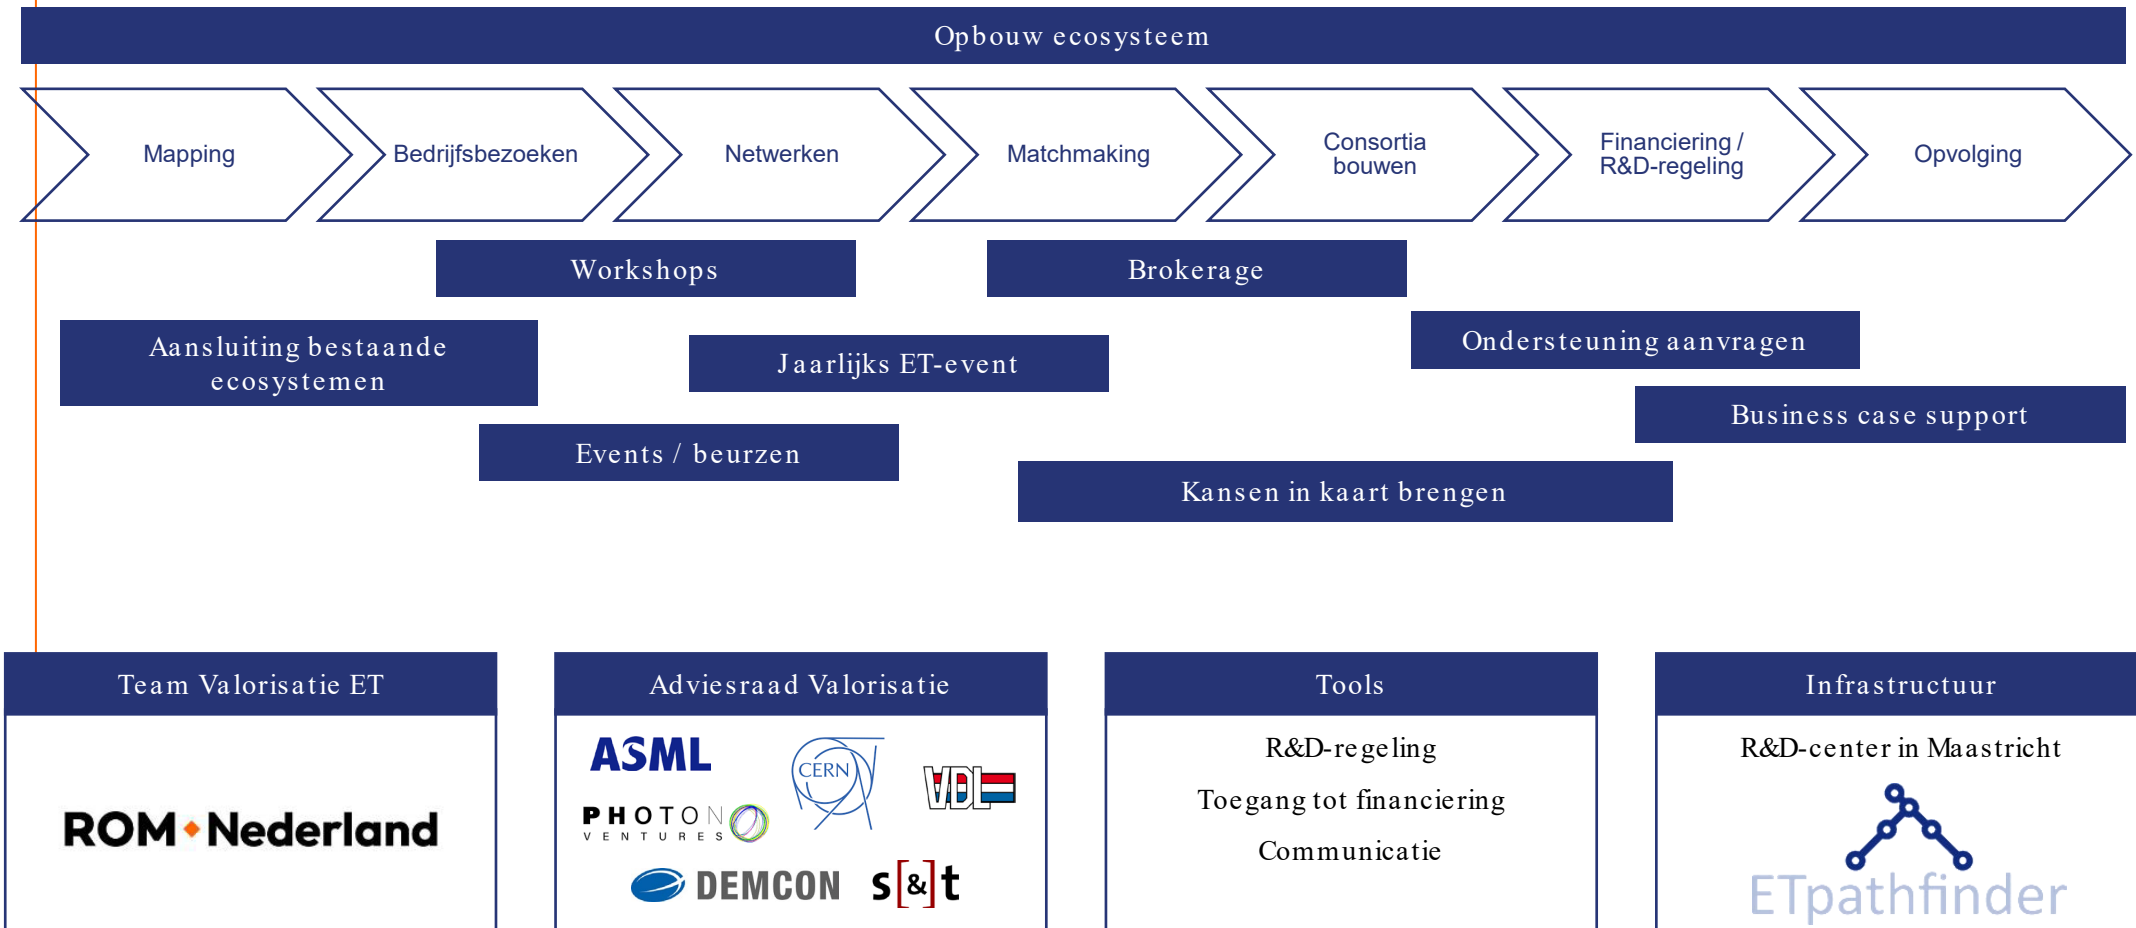 Opbouw ecosysteem
Mapping
Bedrijfsbezoeken
Netwerken
Matchmaking
Consortia
bouwen
Financiering /
R&D-regeling
Opvolging
Workshops
Brokerage
Aansluiting bestaande
ecosystemen
Jaarlijks ET-event
Ondersteuning aanvragen
Business case support
Events / beurzen
Kansen in kaart brengen
Team Valorisatie ET
ROM Nederland
Adviesraad Valorisatie
ASML
CERN
VDL
PHOTON
VENTURES
DEMCON
s[&]t
Tools
R&D-regeling
Toegang tot financiering
Communicatie
Infrastructuur
R&D-center in Maastricht
ETpathfinder